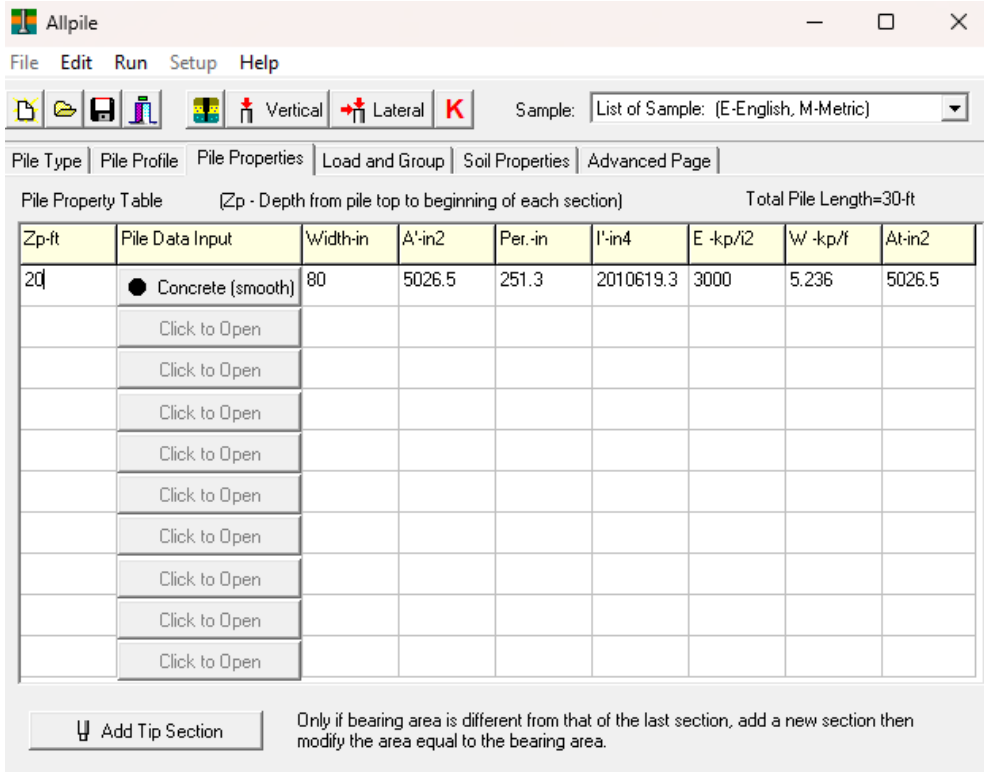 Allpile
File Edit Run Setup Help
Vertical Lateral K Sample: List of Sample: (E-English, M-Metric)
Pile Type Pile Profile Pile Properties Load and Group Soil Properties Advanced Page
Pile Property Table (Zp - Depth from pile top to beginning of each section) Total Pile Length=30-ft
Zp-ft Pile Data Input Width-in A'-in2 Per.-in I'-in4 E -kp/i2 W -kp/f At-in2
20 Concrete (smooth) 80 5026.5 251.3 2010619.3 3000 5.236 5026.5
Click to Open
Click to Open
Click to Open
Click to Open
Click to Open
Click to Open
Click to Open
Click to Open
Click to Open
Add Tip Section Only if bearing area is different from that of the last section, add a new section then
modify the area equal to the bearing area.